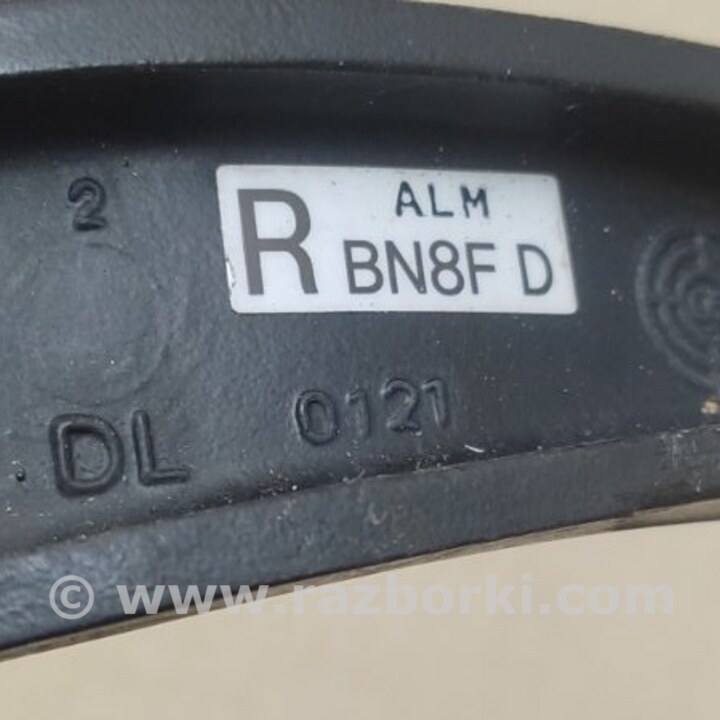 2
R
ALM
BN8F D
DL 0121
© www.razborki.com